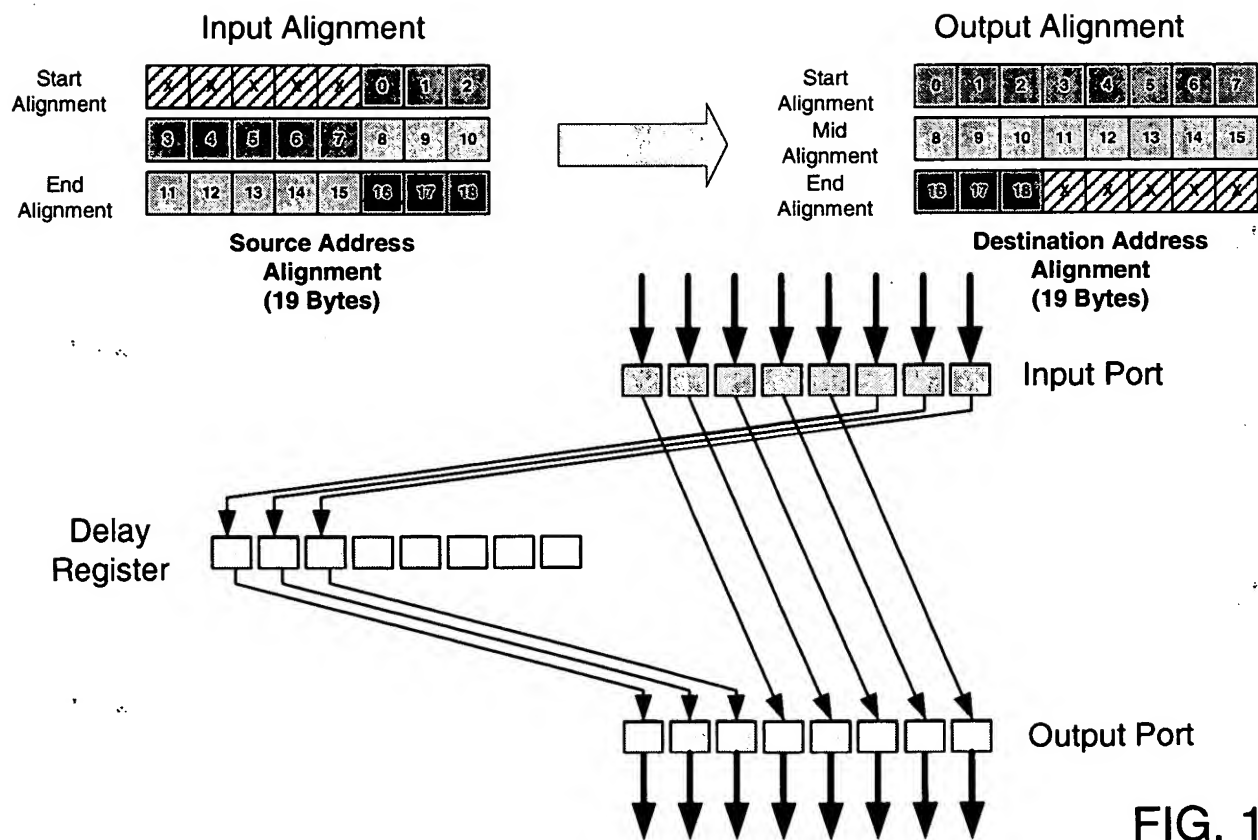 Input Alignment
Output Alignment
Start
Alignment
X X X X X 0 1 2
3 4 5 6 7 8 9 10
End
Alignment
11 12 13 14 15 16 17 18
Source Address
Alignment
(19 Bytes)
Start
Alignment
0 1 2 3 4 5 6 7
Mid
Alignment
8 9 10 11 12 13 14 15
End
Alignment
16 17 18 X X X X X
Destination Address
Alignment
(19 Bytes)
Input Port
Delay
Register
Output Port
FIG. 1